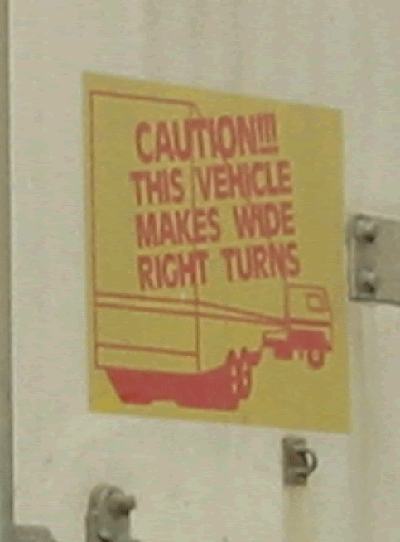 CAUTION!!!
THIS VEHICLE
MAKES WIDE
RIGHT TURNS